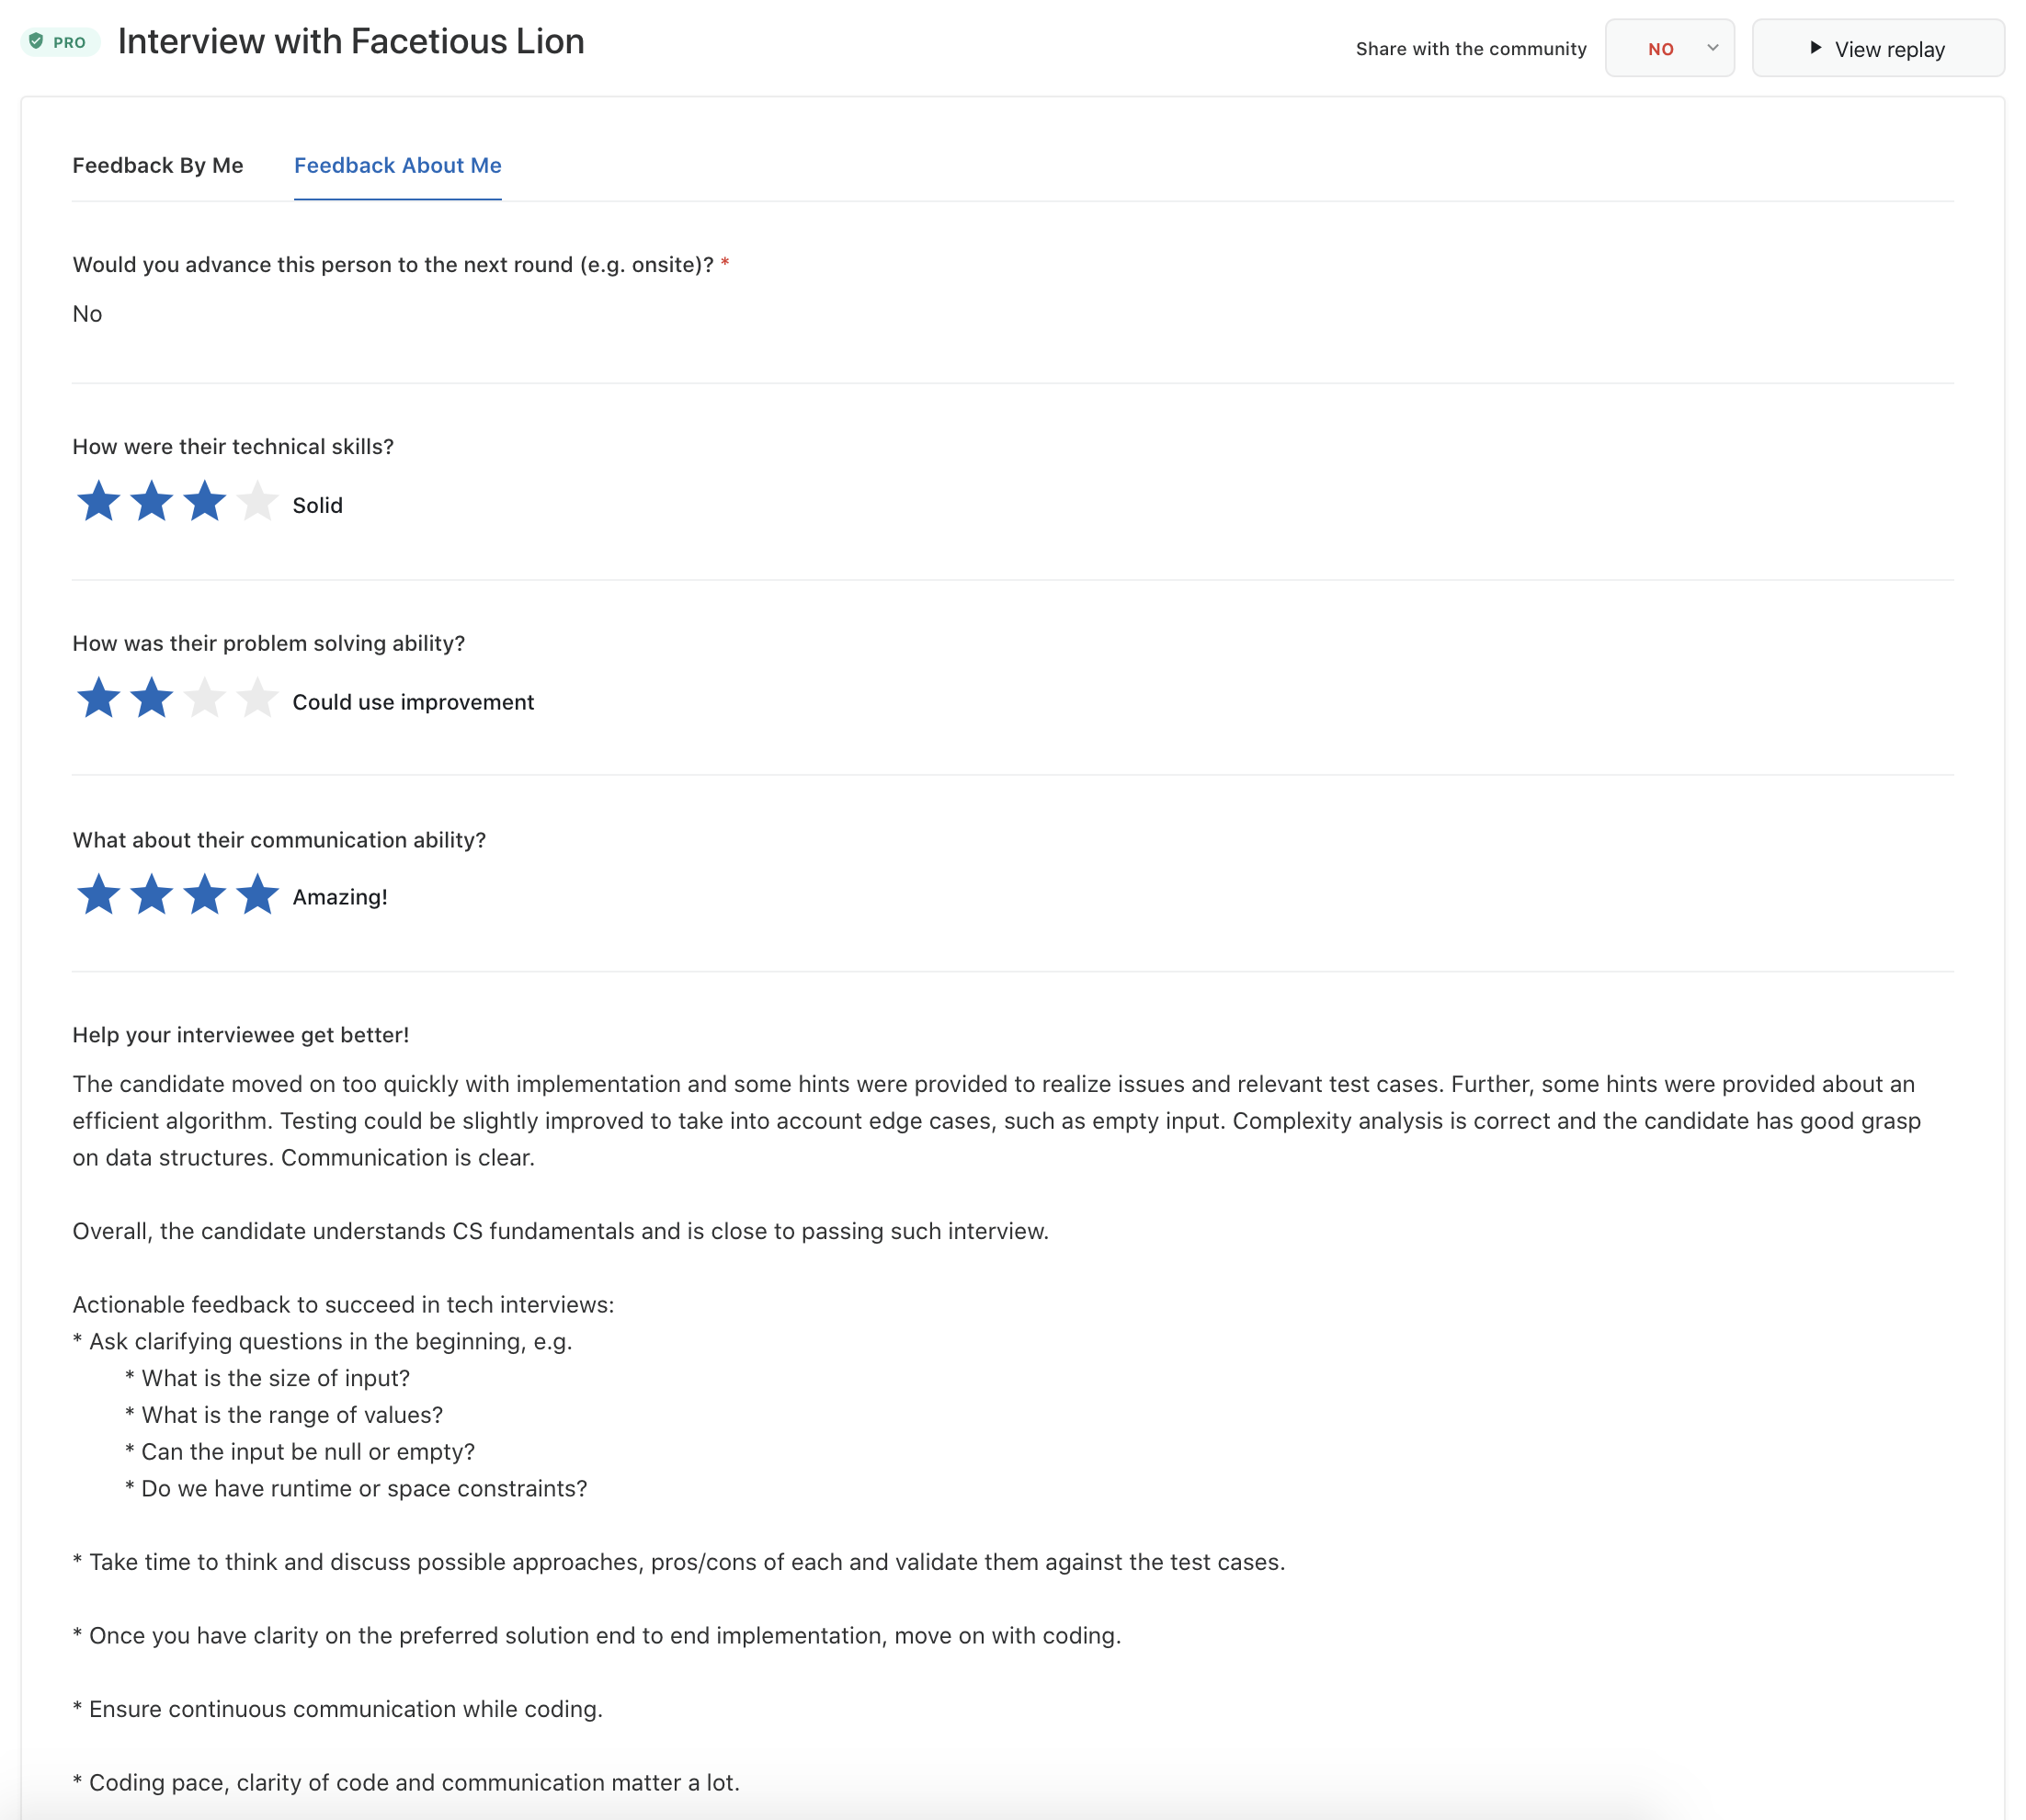 PRO Interview with Facetious Lion
Share with the community NO View replay
Feedback By Me Feedback About Me
Would you advance this person to the next round (e.g. onsite)? *
No
How were their technical skills?
Solid
How was their problem solving ability?
Could use improvement
What about their communication ability?
Amazing!
Help your interviewee get better!
The candidate moved on too quickly with implementation and some hints were provided to realize issues and relevant test cases. Further, some hints were provided about an
efficient algorithm. Testing could be slightly improved to take into account edge cases, such as empty input. Complexity analysis is correct and the candidate has good grasp
on data structures. Communication is clear.
Overall, the candidate understands CS fundamentals and is close to passing such interview.
Actionable feedback to succeed in tech interviews:
* Ask clarifying questions in the beginning, e.g.
* What is the size of input?
* What is the range of values?
* Can the input be null or empty?
* Do we have runtime or space constraints?
* Take time to think and discuss possible approaches, pros/cons of each and validate them against the test cases.
* Once you have clarity on the preferred solution end to end implementation, move on with coding.
* Ensure continuous communication while coding.
* Coding pace, clarity of code and communication matter a lot.